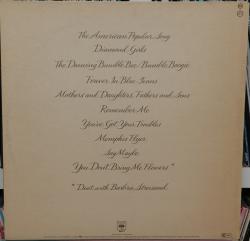 The American Popular Song
Diamond Girls
The Dancing Bumble Bee/Bumble Boogie
Forever In Blue Jeans
Mothers and Daughters, Fathers and Sons
Remember Me
You've Got Your Troubles
Memphis Flyer
Say Maybe
You Don't Bring Me Flowers*
*Duet with Barbra Streisand